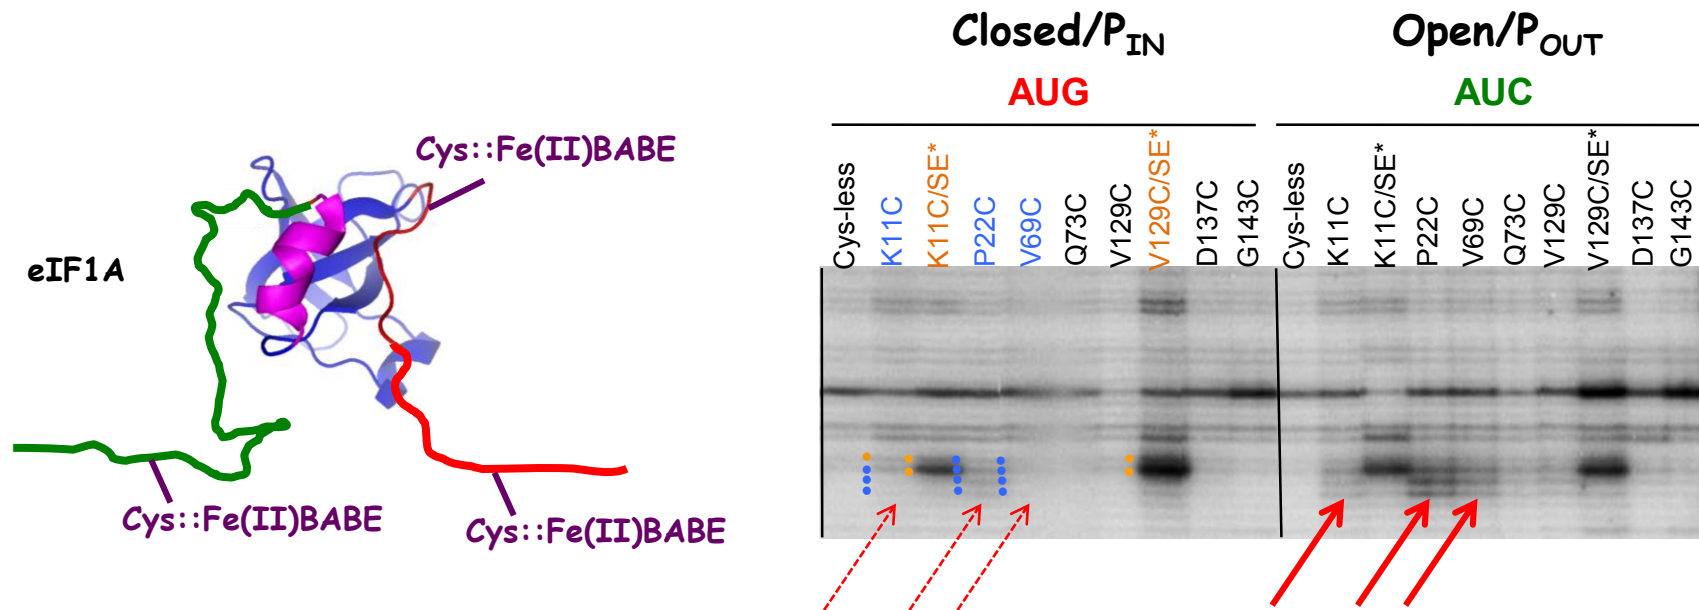 Closed/PIN
Open/POUT
AUG
AUC
Cys::Fe(II)BABE
eIF1A
Cys::Fe(II)BABE
Cys::Fe(II)BABE
Cys-less
K11C
K11C/SE*
P22C
V69C
Q73C
V129C
V129C/SE*
D137C
G143C
Cys-less
K11C
K11C/SE*
P22C
V69C
Q73C
V129C
V129C/SE*
D137C
G143C